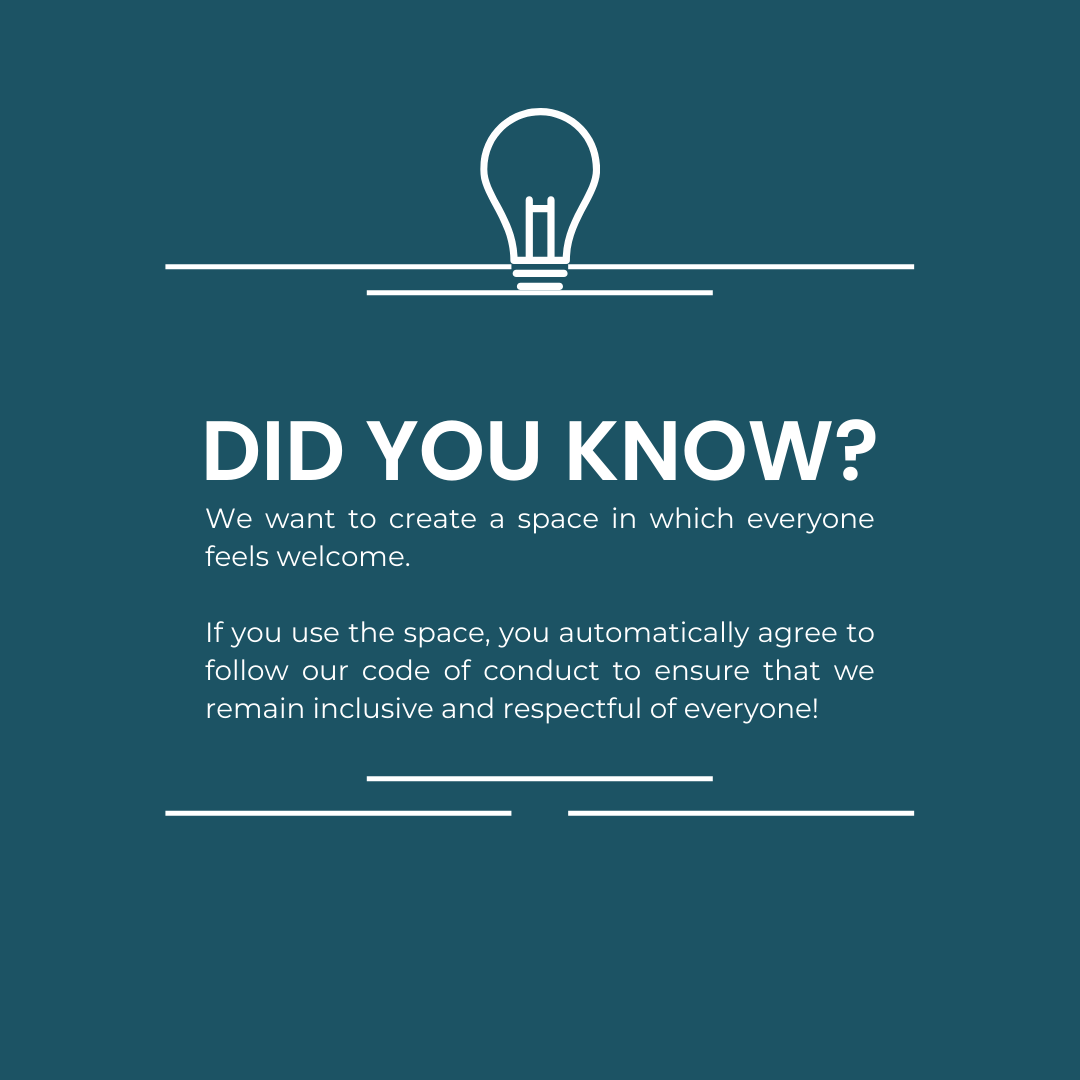 DID YOU KNOW?
We want to create a space in which everyone
feels welcome.
If you use the space, you automatically agree to
follow our code of conduct to ensure that we
remain inclusive and respectful of everyone!